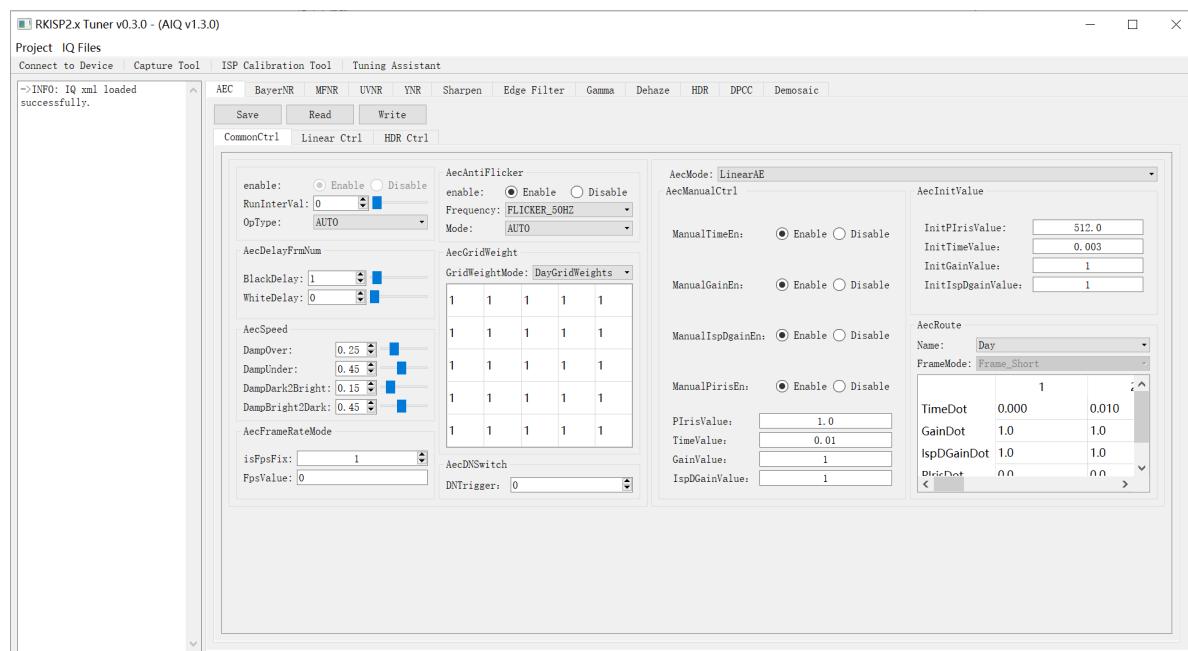 RKISP2.x Tuner v0.3.0 - (AIQ v1.3.0)
Project IQ Files
Connect to Device Capture Tool ISP Calibration Tool Tuning Assistant
->INFO: IQ xml loaded
successfully.
AEC BayerNR MFNR UVNR YNR Sharpen Edge Filter Gamma Dehaze HDR DPCC Demosaic
Save Read Write
CommonCtrl Linear Ctrl HDR Ctrl
enable: Enable Disable
RunInterVal: 0
OpType: AUTO
AecDelayFrmNum
BlackDelay: 1
WhiteDelay: 0
AecSpeed
DampOver: 0.25
DampUnder: 0.45
DampDark2Bright: 0.15
DampBright2Dark: 0.45
AecFrameRateMode
isFpsFix: 1
FpsValue: 0
AecAntiFlicker
enable: Enable Disable
Frequency: FLICKER_50HZ
Mode: AUTO
AecGridWeight
GridWeightMode: DayGridWeights
1 1 1 1 1
1 1 1 1 1
1 1 1 1 1
1 1 1 1 1
1 1 1 1 1
AecDNSwitch
DNTrigger: 0
AecMode: LinearAE
AecManualCtrl
ManualTimeEn: Enable Disable
ManualGainEn: Enable Disable
ManualIspDgainEn: Enable Disable
ManualPirisEn: Enable Disable
PIrisValue: 1.0
TimeValue: 0.01
GainValue: 1
IspDGainValue: 1
AecInitValue
InitPIrisValue: 512.0
InitTimeValue: 0.003
InitGainValue: 1
InitIspDgainValue: 1
AecRoute
Name: Day
FrameMode: Frame_Short
1
TimeDot 0.000 0.010
GainDot 1.0 1.0
IspDGainDot 1.0 1.0
PIrisDot 0.0 0.0